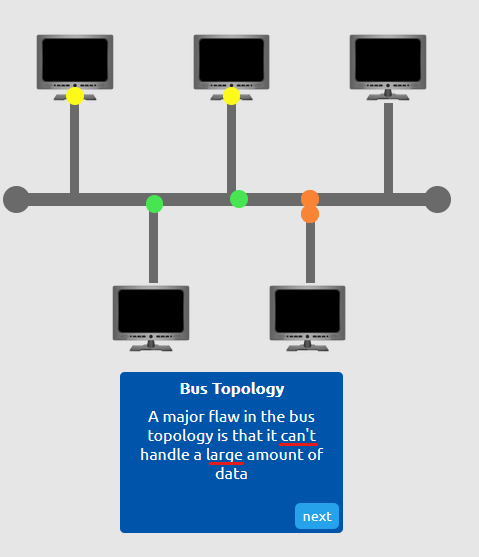 Bus Topology
A major flaw in the bus
topology is that it can't
handle a large amount of
data
next